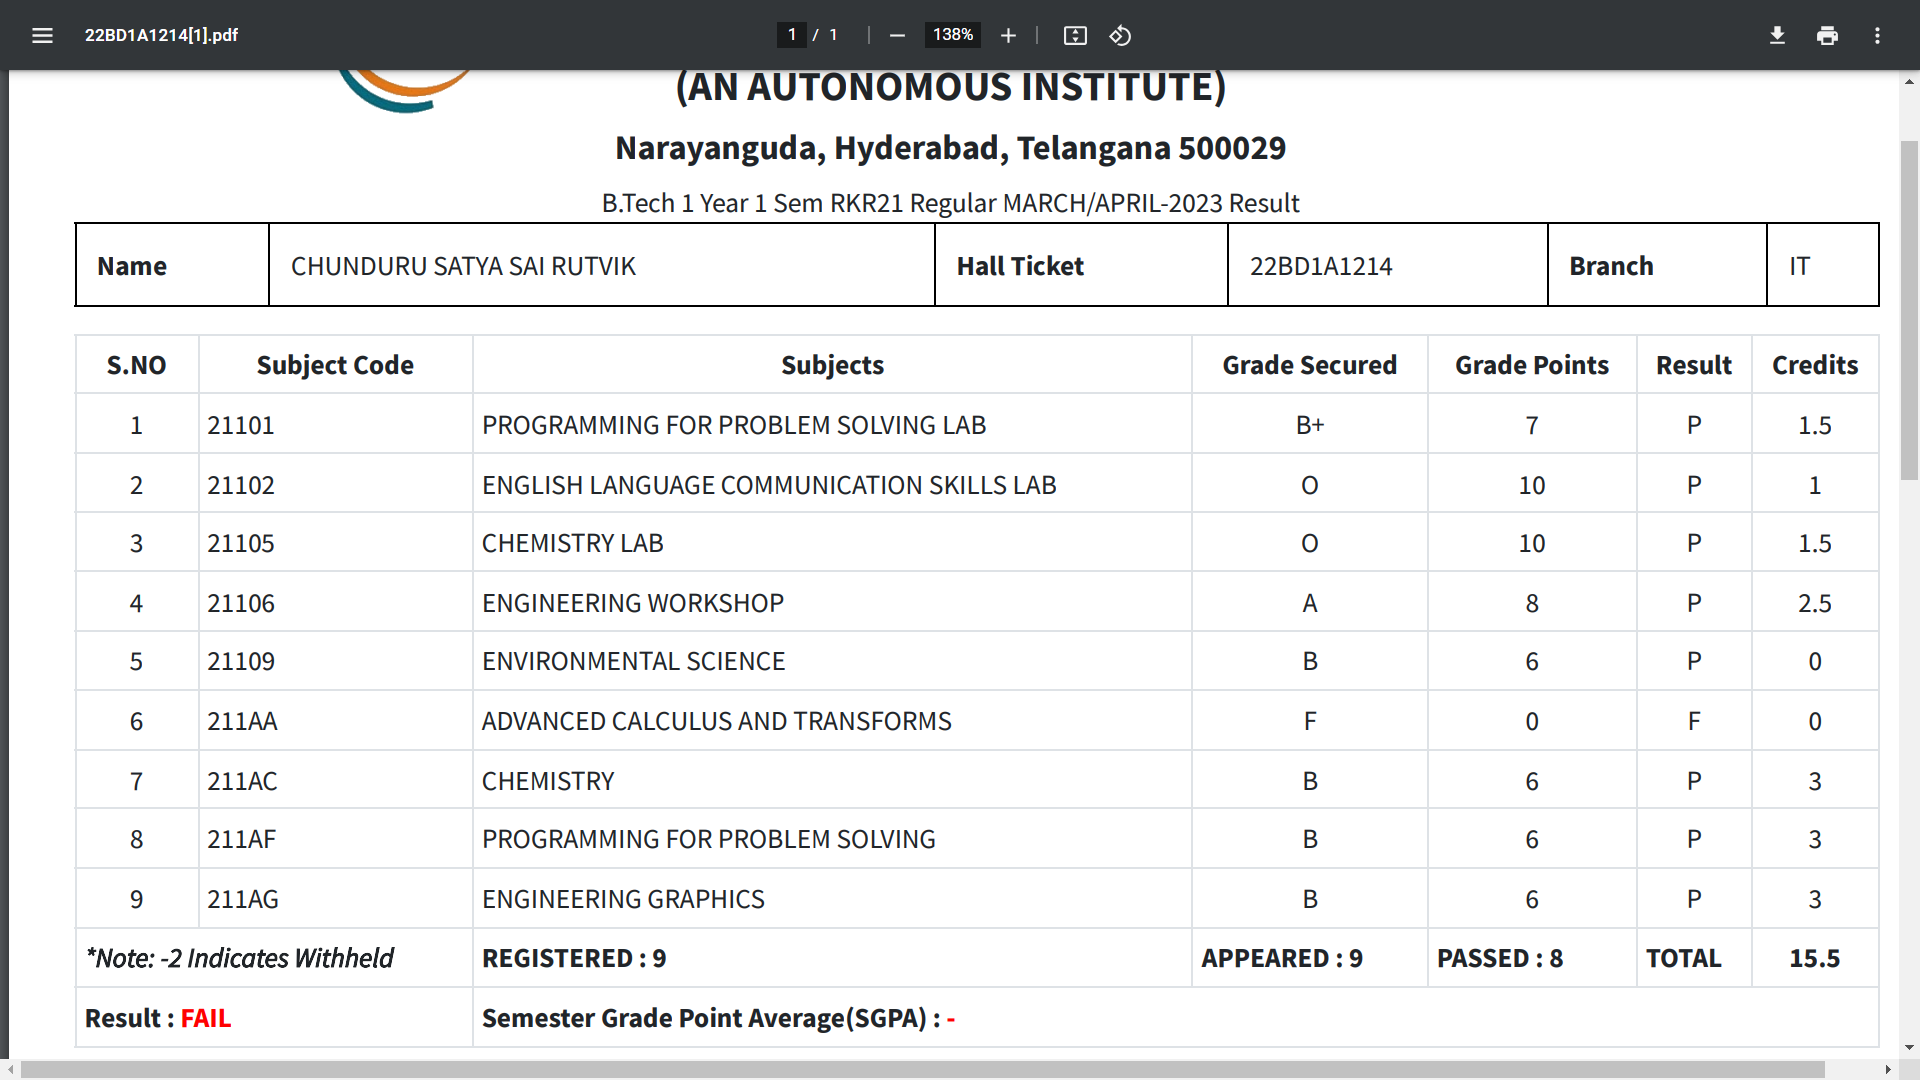 22BD1A1214[1].pdf
1 / 1
138%
(AN AUTONOMOUS INSTITUTE)
Narayanguda, Hyderabad, Telangana 500029
B.Tech 1 Year 1 Sem RKR21 Regular MARCH/APRIL-2023 Result
Name CHUNDURU SATYA SAI RUTVIK Hall Ticket 22BD1A1214 Branch IT
S.NO Subject Code Subjects Grade Secured Grade Points Result Credits
1 21101 PROGRAMMING FOR PROBLEM SOLVING LAB B+ 7 P 1.5
2 21102 ENGLISH LANGUAGE COMMUNICATION SKILLS LAB O 10 P 1
3 21105 CHEMISTRY LAB O 10 P 1.5
4 21106 ENGINEERING WORKSHOP A 8 P 2.5
5 21109 ENVIRONMENTAL SCIENCE B 6 P 0
6 211AA ADVANCED CALCULUS AND TRANSFORMS F 0 F 0
7 211AC CHEMISTRY B 6 P 3
8 211AF PROGRAMMING FOR PROBLEM SOLVING B 6 P 3
9 211AG ENGINEERING GRAPHICS B 6 P 3
*Note: -2 Indicates Withheld REGISTERED : 9 APPEARED : 9 PASSED : 8 TOTAL 15.5
Result : FAIL Semester Grade Point Average(SGPA) : -